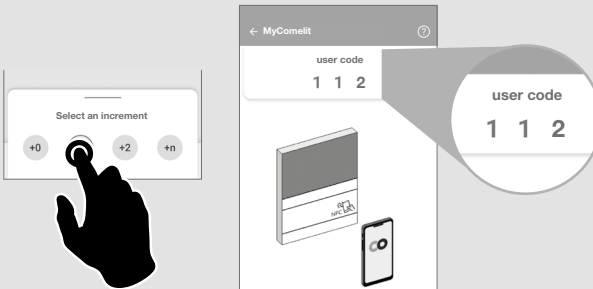 Select an increment
+0
+2
+n
← MyComelit
?
user code
1 1 2
NFC
user code
1 1 2